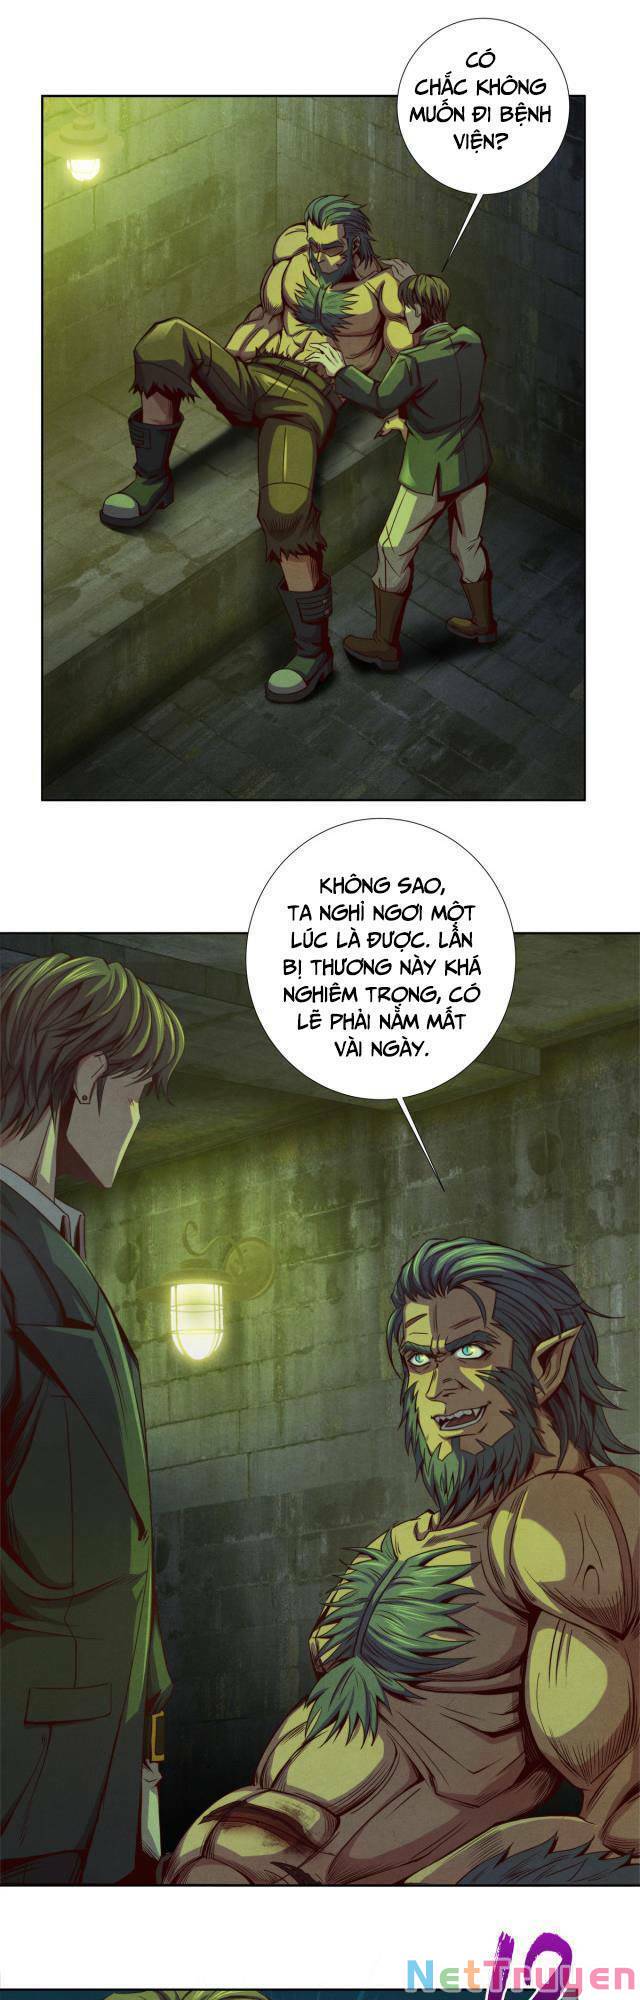 CÓ
CHẮC KHÔNG
MUỐN ĐI BỆNH
VIỆN?
KHÔNG SAO,
TA NGHỈ NGƠI MỘT
LÚC LÀ ĐƯỢC. LẦN
BỊ THƯƠNG NÀY KHÁ
NGHIÊM TRỌNG, CÓ
LẼ PHẢI NẰM MẤT
VÀI NGÀY.
NetTruyen